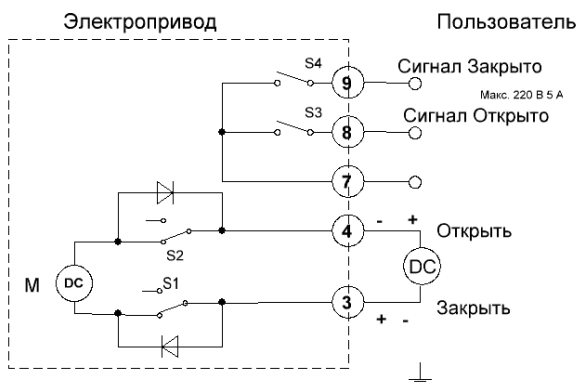 Электропривод
Пользователь
S4
9
Сигнал Закрыто
Макс. 220 В 5 А
S3
8
Сигнал Открыто
7
4
- +
Открыть
S2
M
DC
DC
S1
3
+ -
Закрыть